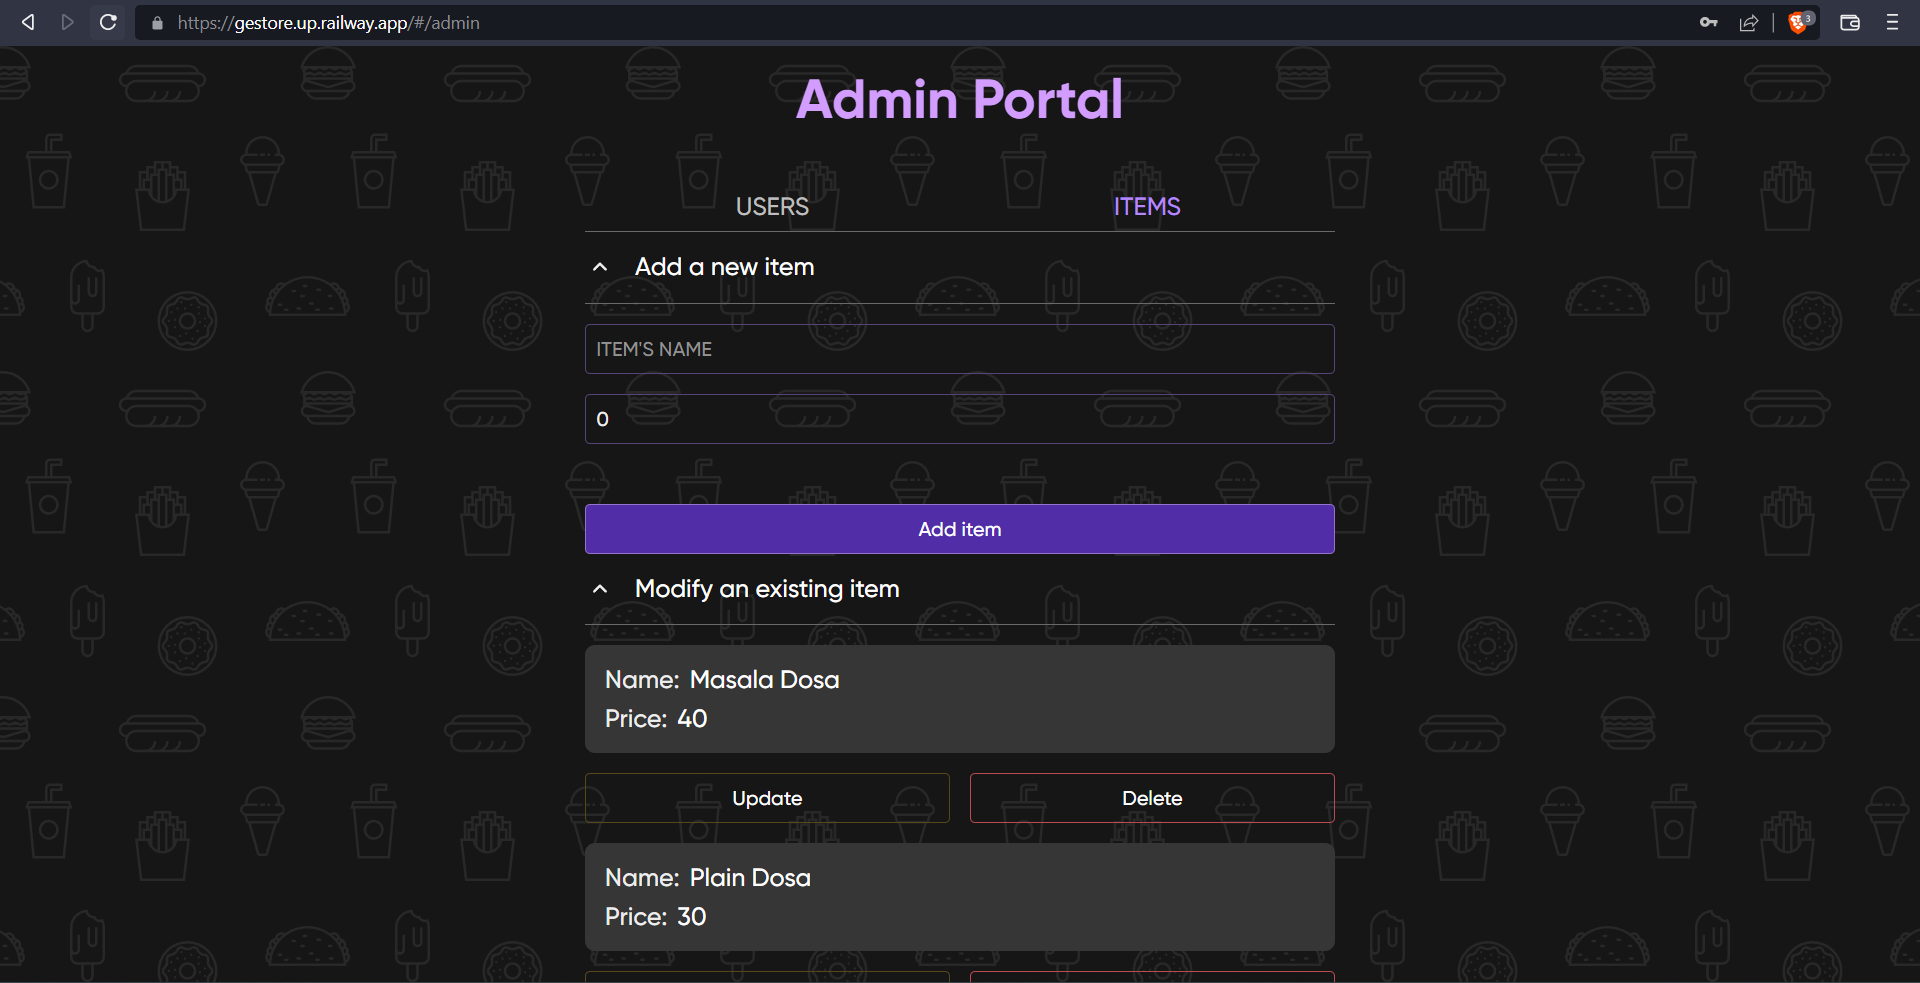 https://gestore.up.railway.app/#/admin
3
Admin Portal
USERS ITEMS
Add a new item
ITEM'S NAME
0
Add item
Modify an existing item
Name: Masala Dosa
Price: 40
Update Delete
Name: Plain Dosa
Price: 30